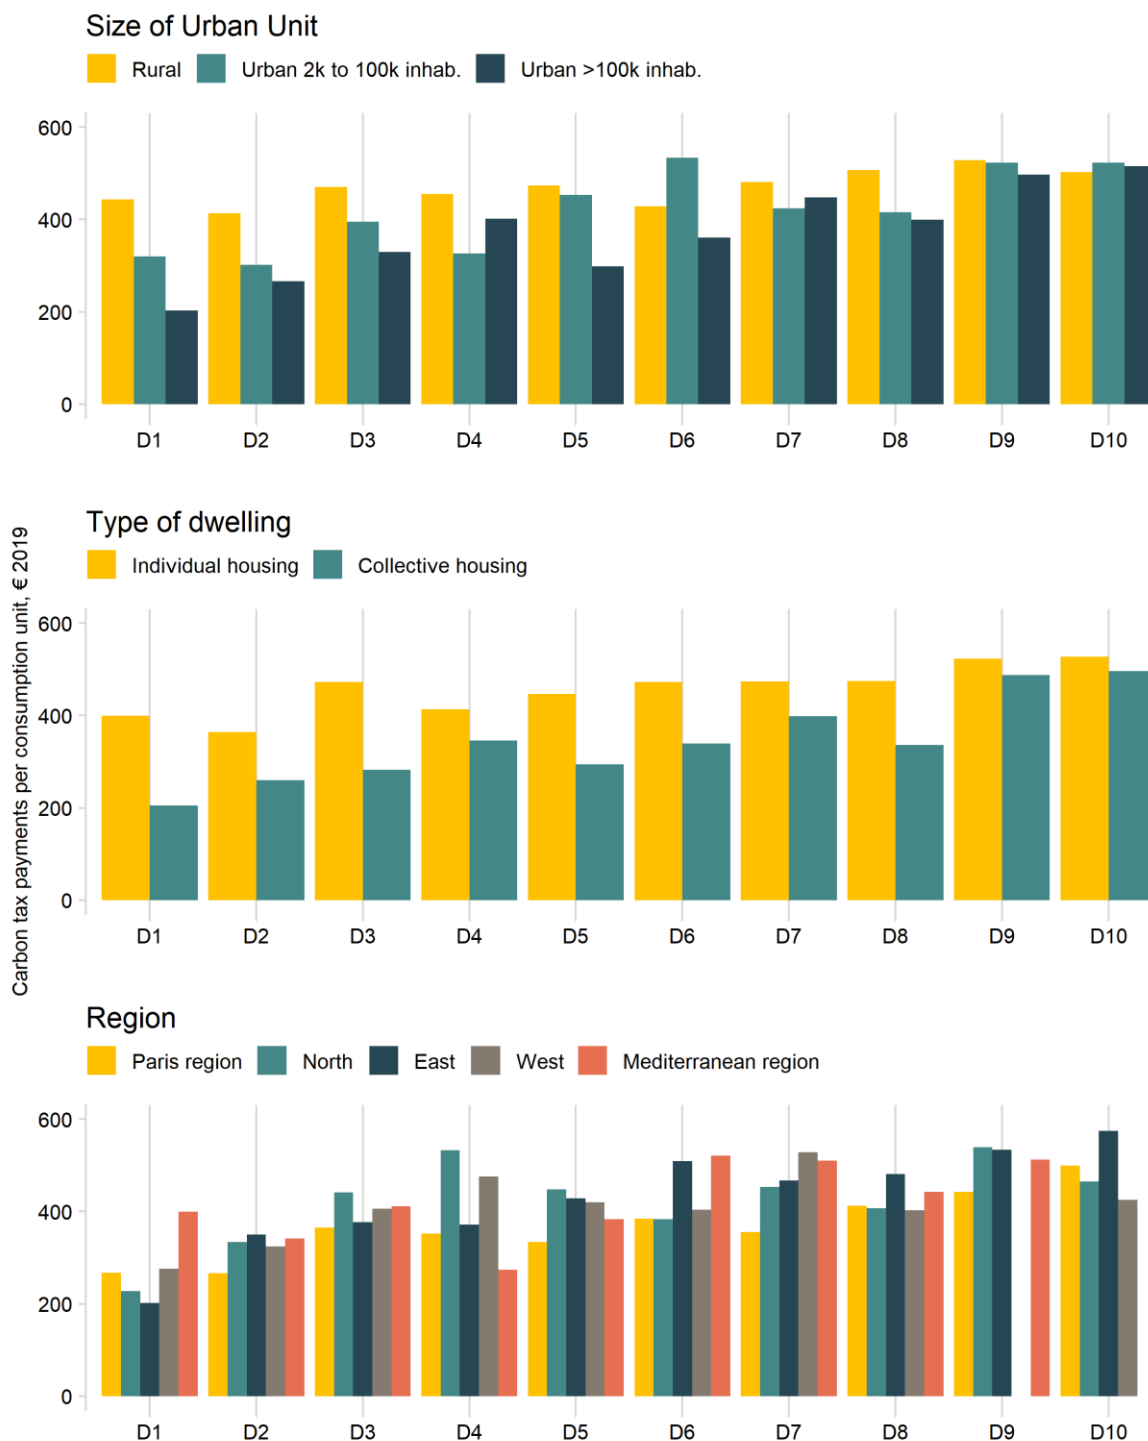 Size of Urban Unit
Rural Urban 2k to 100k inhab. Urban >100k inhab.
600
400
200
0
D1 D2 D3 D4 D5 D6 D7 D8 D9 D10
Carbon tax payments per consumption unit, € 2019
Type of dwelling
Individual housing Collective housing
600
400
200
0
D1 D2 D3 D4 D5 D6 D7 D8 D9 D10
Region
Paris region North East West Mediterranean region
600
400
200
0
D1 D2 D3 D4 D5 D6 D7 D8 D9 D10